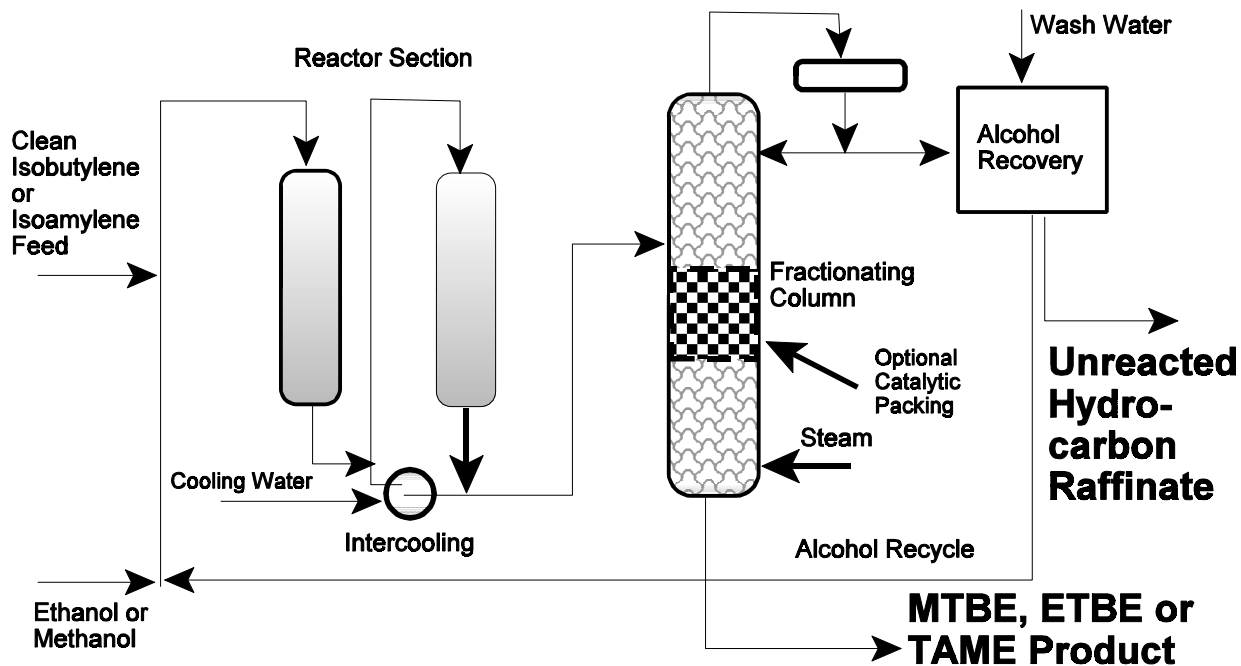 Reactor Section
Wash Water
Clean
Isobutylene
or
Isoamylene
Feed
Alcohol
Recovery
Fractionating
Column
Optional
Catalytic
Packing
Steam
Unreacted
Hydro-
carbon
Raffinate
Cooling Water
Intercooling
Alcohol Recycle
Ethanol or
Methanol
MTBE, ETBE or
TAME Product